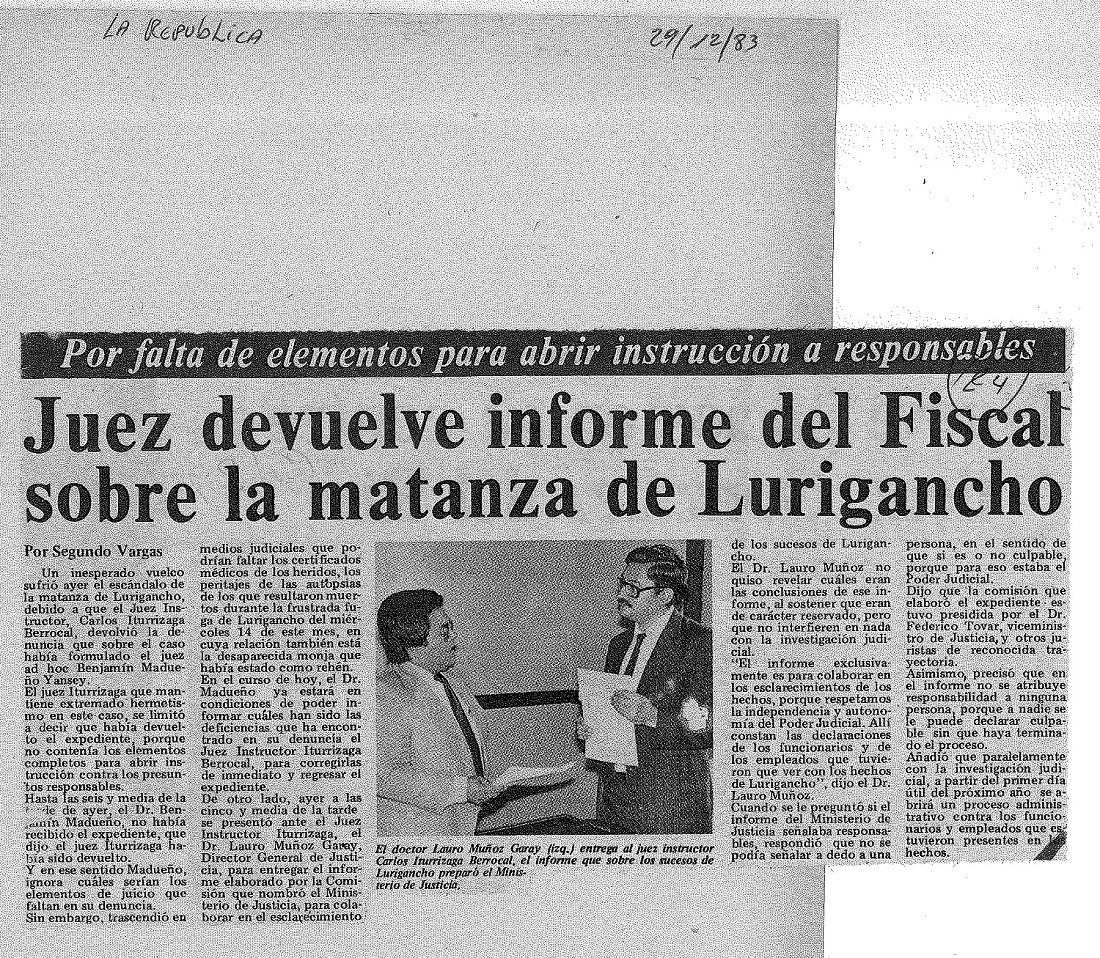 LA REPUBLICA
29/12/83
Por falta de elementos para abrir instrucción a responsables
Juez devuelve informe del Fiscal
sobre la matanza de Lurigancho
Por Segundo Vargas
Un inesperado vuelco
sufrió ayer el escándalo de
la matanza de Lurigancho,
debido a que el Juez Ins-
tructor, Carlos Iturrizaga
Berrocal, devolvió la de-
nuncia que sobre el caso
había formulado el juez
ad hoc Benjamín Madue-
ño Yansey.
El juez Iturrizaga que man-
tiene extremado hermetis-
mo en este caso, se limitó
a decir que había devuel-
to el expediente, porque
no contenía los elementos
completos para abrir ins-
trucción contra los presun-
tos responsables.
Hasta las seis y media de la
de ayer, el Dr. Ben-
amín Madueño, no había
recibido el expediente, que
dijo el juez Iturrizaga ha-
bía sido devuelto.
Y en ese sentido Madueño,
ignora cuáles serían los
elementos de juicio que
faltan en su denuncia.
Sin embargo, trascendió en
medios judiciales que po-
drían faltar los certificados
médicos de los heridos, los
peritajes de las autopsias
de los que resultaron muer-
tos durante la frustrada fu-
ga de Lurigancho del miér-
coles 14 de este mes, en
cuya relación también está
la desaparecida monja que
había estado como rehén.
En el curso de hoy, el Dr.
Madueño ya estará en
condiciones de poder in-
formar cuáles han sido las
deficiencias que ha encon-
trado en su denuncia el
Juez Instructor Iturrizaga
Berrocal, para corregirlas
de inmediato y regresar el
expediente.
De otro lado, ayer a las
cinco y media de la tarde
se presentó ante el Juez
Instructor Iturrizaga, el
Dr. Lauro Muñoz Garay,
Director General de Justi-
cia, para entregar el infor-
me elaborado por la Comi-
sión que nombró el Minis-
terio de Justicia, para cola-
borar en el esclarecimiento
El doctor Lauro Muñoz Garay (izq.) entrega al juez instructor
Carlos Iturrizaga Berrocal, el informe que sobre los sucesos de
Lurigancho preparó el Minis-
terio de Justicia.
de los sucesos de Lurigan-
cho.
El Dr. Lauro Muñoz no
quiso revelar cuáles eran
las conclusiones de ese in-
forme, al sostener que eran
de carácter reservado, pero
que no interfieren en nada
con la investigación judi-
cial.
"El informe exclusiva-
mente es para colaborar en
los esclarecimientos de los
hechos, porque respetamos
la independencia y autono-
mía del Poder Judicial. Allí
constan las declaraciones
de los funcionarios y de
los empleados que tuvie-
ron que ver con los hechos
de Lurigancho", dijo el Dr.
Lauro Muñoz.
Cuando se le preguntó si el
informe del Ministerio de
Justicia señalaba responsa-
bles, respondió que no se
podía señalar a dedo a una
persona, en el sentido de
que si es o no culpable,
porque para eso estaba el
Poder Judicial.
Dijo que la comisión que
elaboró el expediente es-
tuvo presidida por el Dr.
Federico Tovar, viceminis-
tro de Justicia, y otros ju-
ristas de reconocida tra-
yectoria.
Asimismo, precisó que en
el informe no se atribuye
responsabilidad a ninguna
persona, porque a nadie se
le puede declarar culpa-
ble sin que haya termina-
do el proceso.
Añadió que paralelamente
con la investigación judi-
cial, a partir del primer día
útil del próximo año se a-
brirá un proceso adminis-
trativo contra los funcio-
narios y empleados que es-
tuvieron presentes en los
hechos.